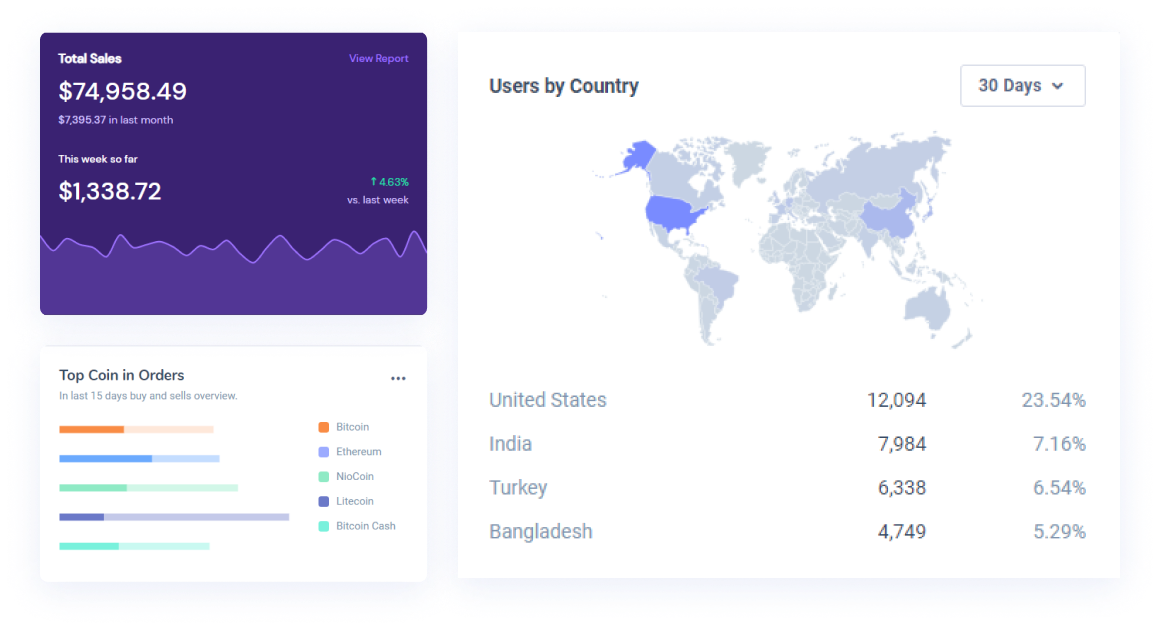 Total Sales View Report
$74,958.49
$7,395.37 in last month
This week so far
$1,338.72
↑ 4.63%
vs. last week
Top Coin in Orders
In last 15 days buy and sells overview.
Bitcoin
Ethereum
NioCoin
Litecoin
Bitcoin Cash
Users by Country 30 Days
United States 12,094 23.54%
India 7,984 7.16%
Turkey 6,338 6.54%
Bangladesh 4,749 5.29%